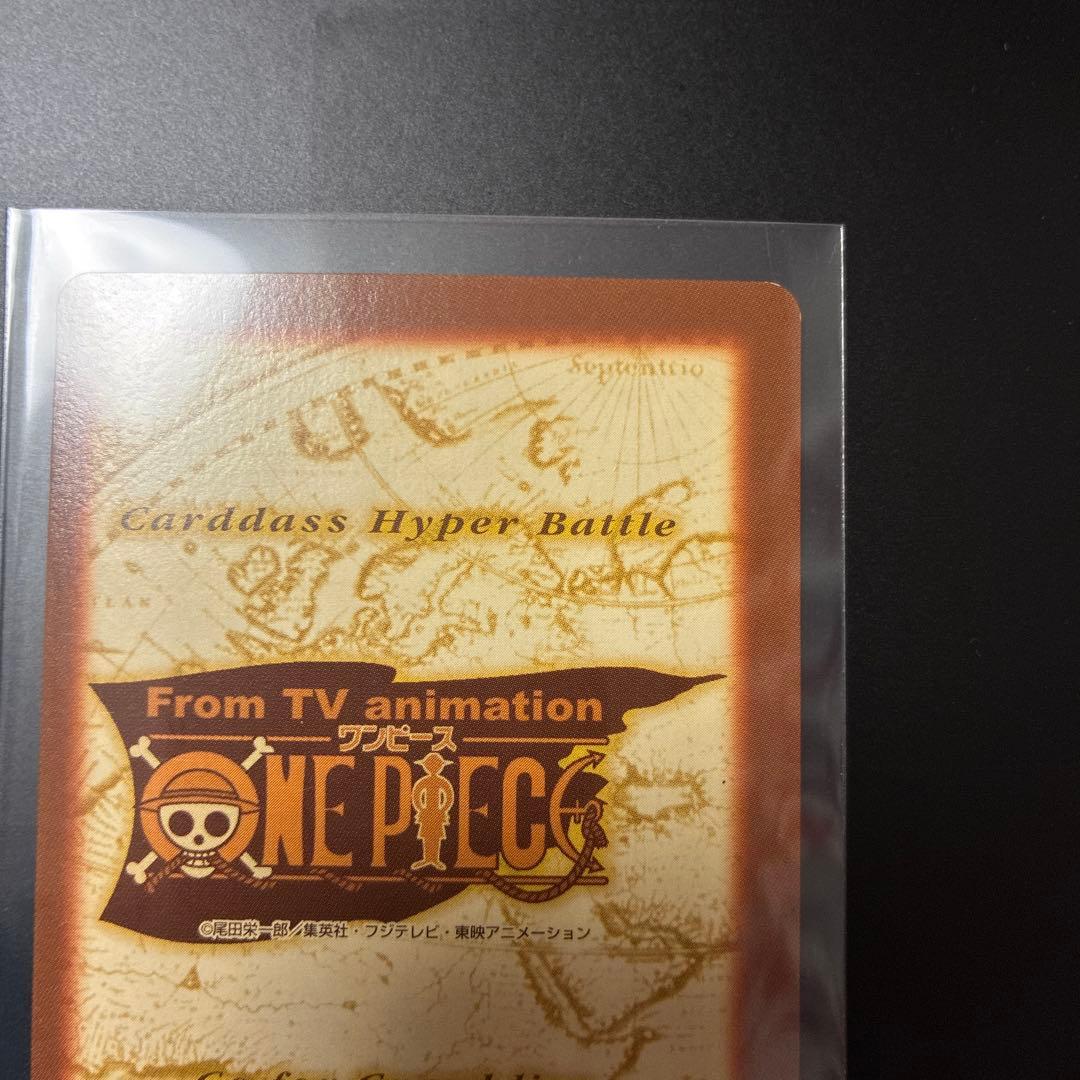 Septentrio
Carddass Hyper Battle
From TV animation
ワンピース
ONE PIECE
©尾田栄一郎／集英社・フジテレビ・東映アニメーション